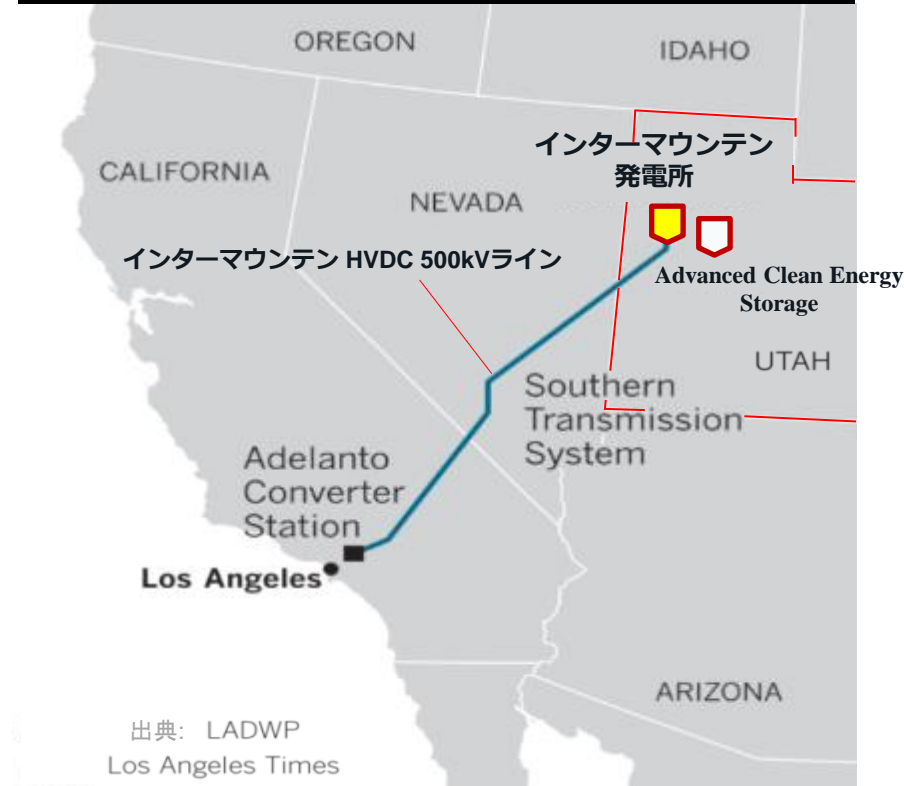 OREGON
IDAHO
インターマウンテン
発電所
CALIFORNIA
NEVADA
インターマウンテン HVDC 500kVライン
Advanced Clean Energy
Storage
UTAH
Southern
Transmission
System
Adelanto
Converter
Station
Los Angeles
ARIZONA
出典: LADWP
Los Angeles Times